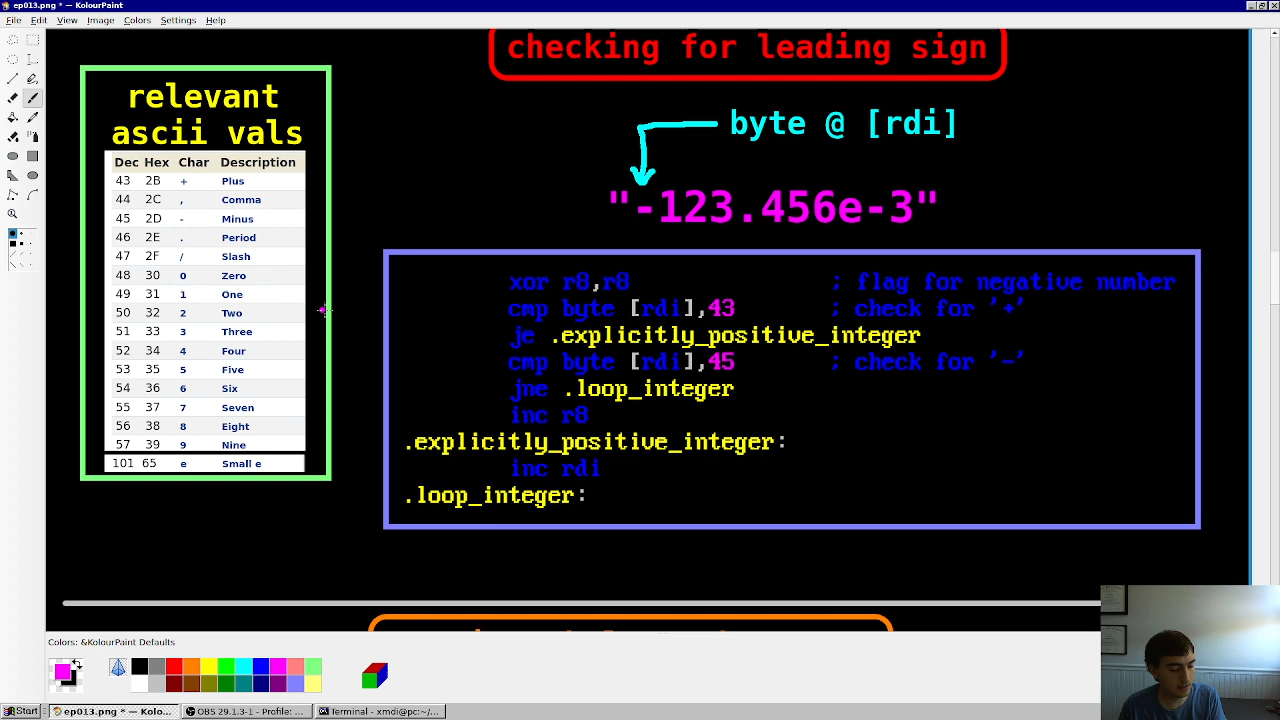 ep013.png * — KolourPaint
File Edit View Image Colors Settings Help
checking for leading sign
relevant
ascii vals
Dec Hex Char Description
43 2B + Plus
44 2C , Comma
45 2D - Minus
46 2E . Period
47 2F / Slash
48 30 0 Zero
49 31 1 One
50 32 2 Two
51 33 3 Three
52 34 4 Four
53 35 5 Five
54 36 6 Six
55 37 7 Seven
56 38 8 Eight
57 39 9 Nine
101 65 e Small e
byte @ [rdi]
"-123.456e-3"
xor r8,r8 ; flag for negative number
cmp byte [rdi],43 ; check for '+'
je .explicitly_positive_integer
cmp byte [rdi],45 ; check for '-'
jne .loop_integer
inc r8
.explicitly_positive_integer:
inc rdi
.loop_integer:
Colors: &KolourPaint Defaults
Start ep013.png * — Kolo... OBS 29.1.3-1 - Profile: ... Terminal - xmdi@pc:~/...